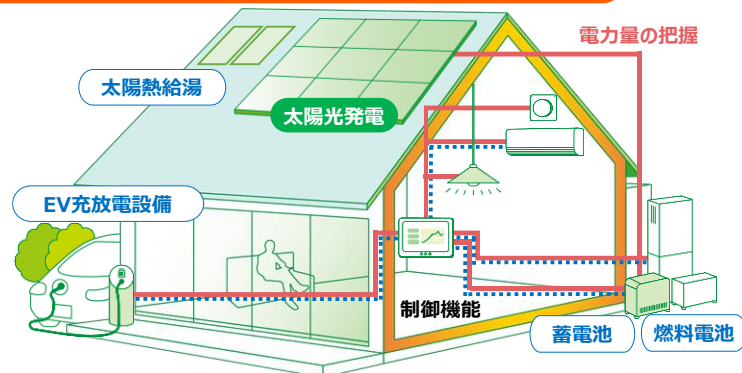 電力量の把握
太陽熱給湯
太陽光発電
EV充放電設備
制御機能
蓄電池
燃料電池